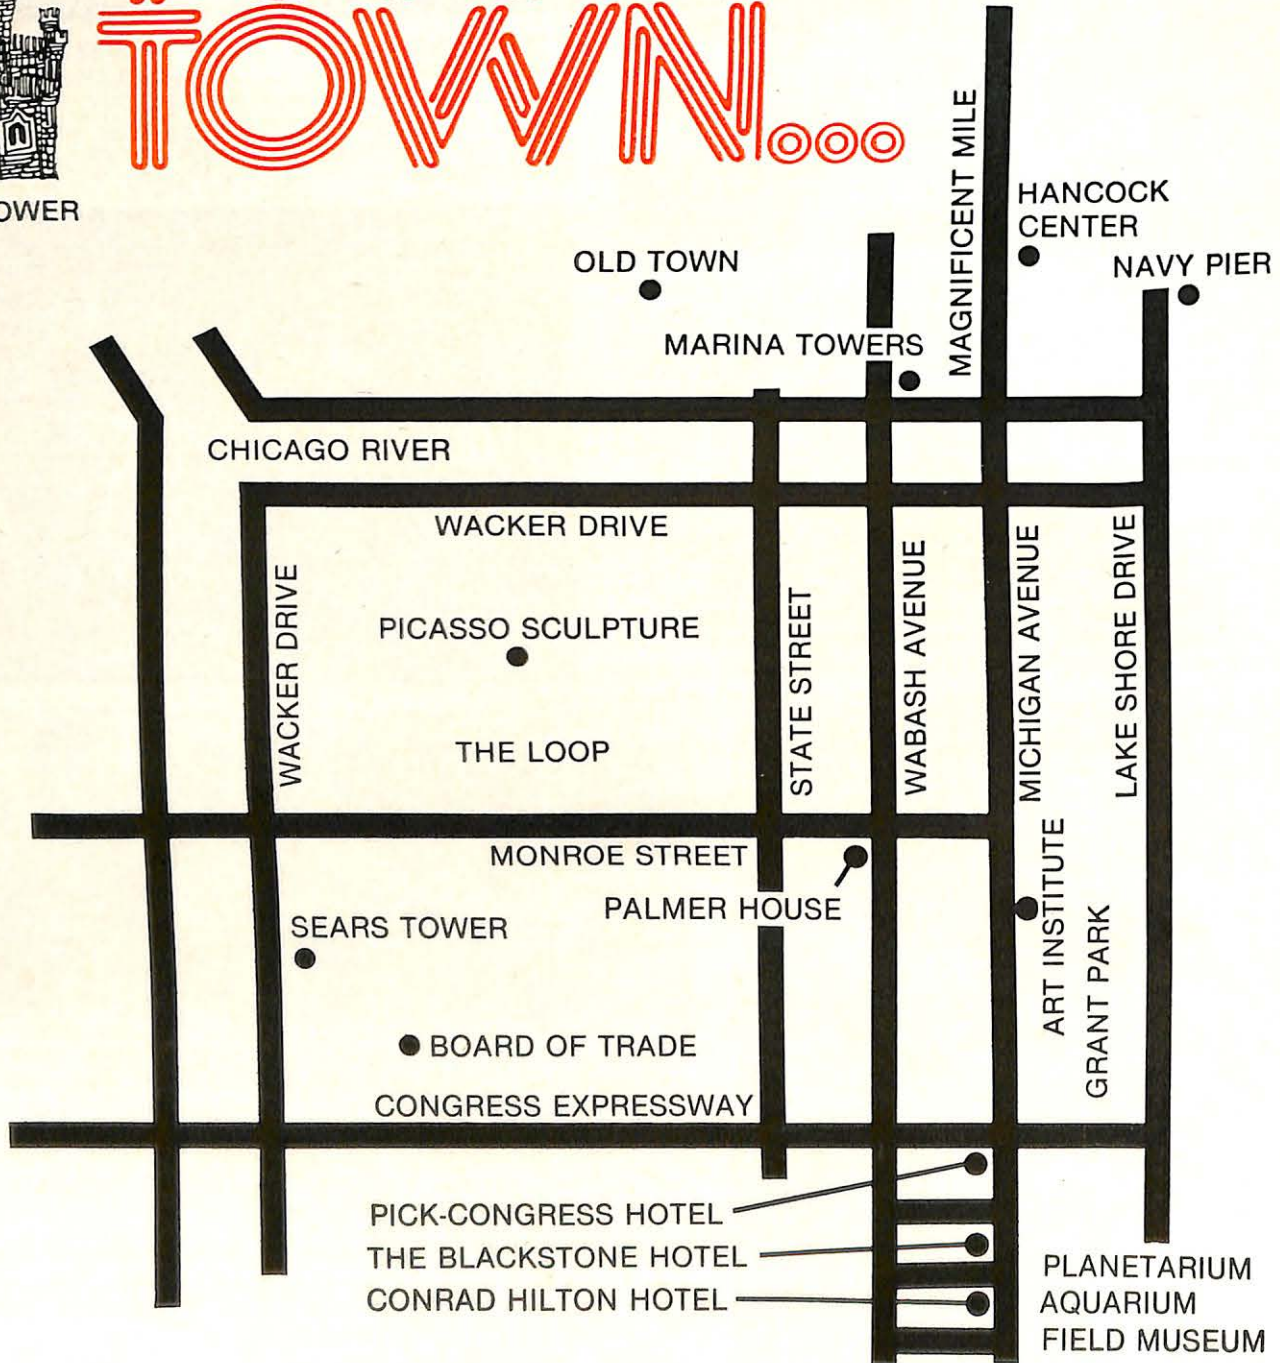 TOWN...
OWER
MAGNIFICENT MILE
HANCOCK
CENTER
OLD TOWN
NAVY PIER
MARINA TOWERS
CHICAGO RIVER
WACKER DRIVE
WACKER DRIVE
PICASSO SCULPTURE
THE LOOP
STATE STREET
WABASH AVENUE
MICHIGAN AVENUE
LAKE SHORE DRIVE
MONROE STREET
PALMER HOUSE
ART INSTITUTE
GRANT PARK
SEARS TOWER
BOARD OF TRADE
CONGRESS EXPRESSWAY
PICK-CONGRESS HOTEL
THE BLACKSTONE HOTEL
CONRAD HILTON HOTEL
PLANETARIUM
AQUARIUM
FIELD MUSEUM